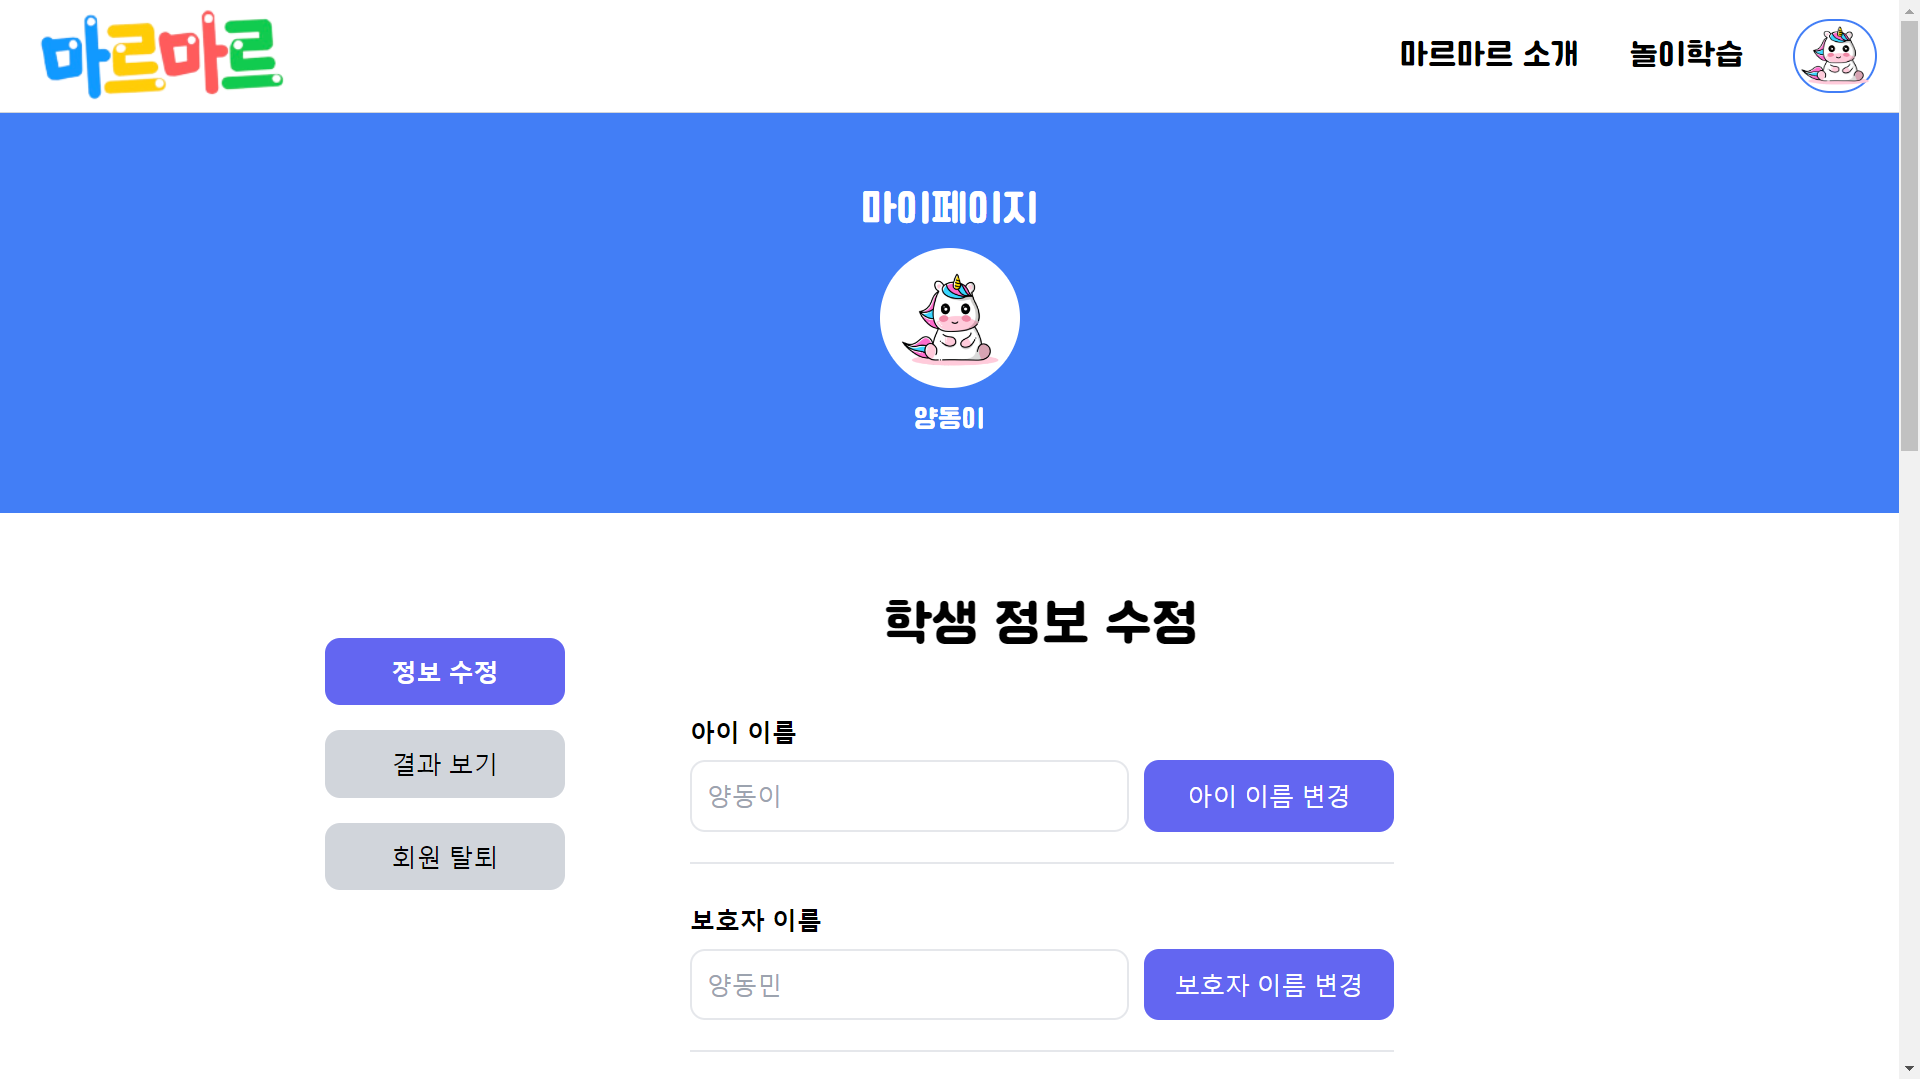 마르마르
마르마르 소개
놀이학습
마이페이지
양동이
학생 정보 수정
정보 수정
결과 보기
회원 탈퇴
아이 이름
양동이
아이 이름 변경
보호자 이름
양동민
보호자 이름 변경